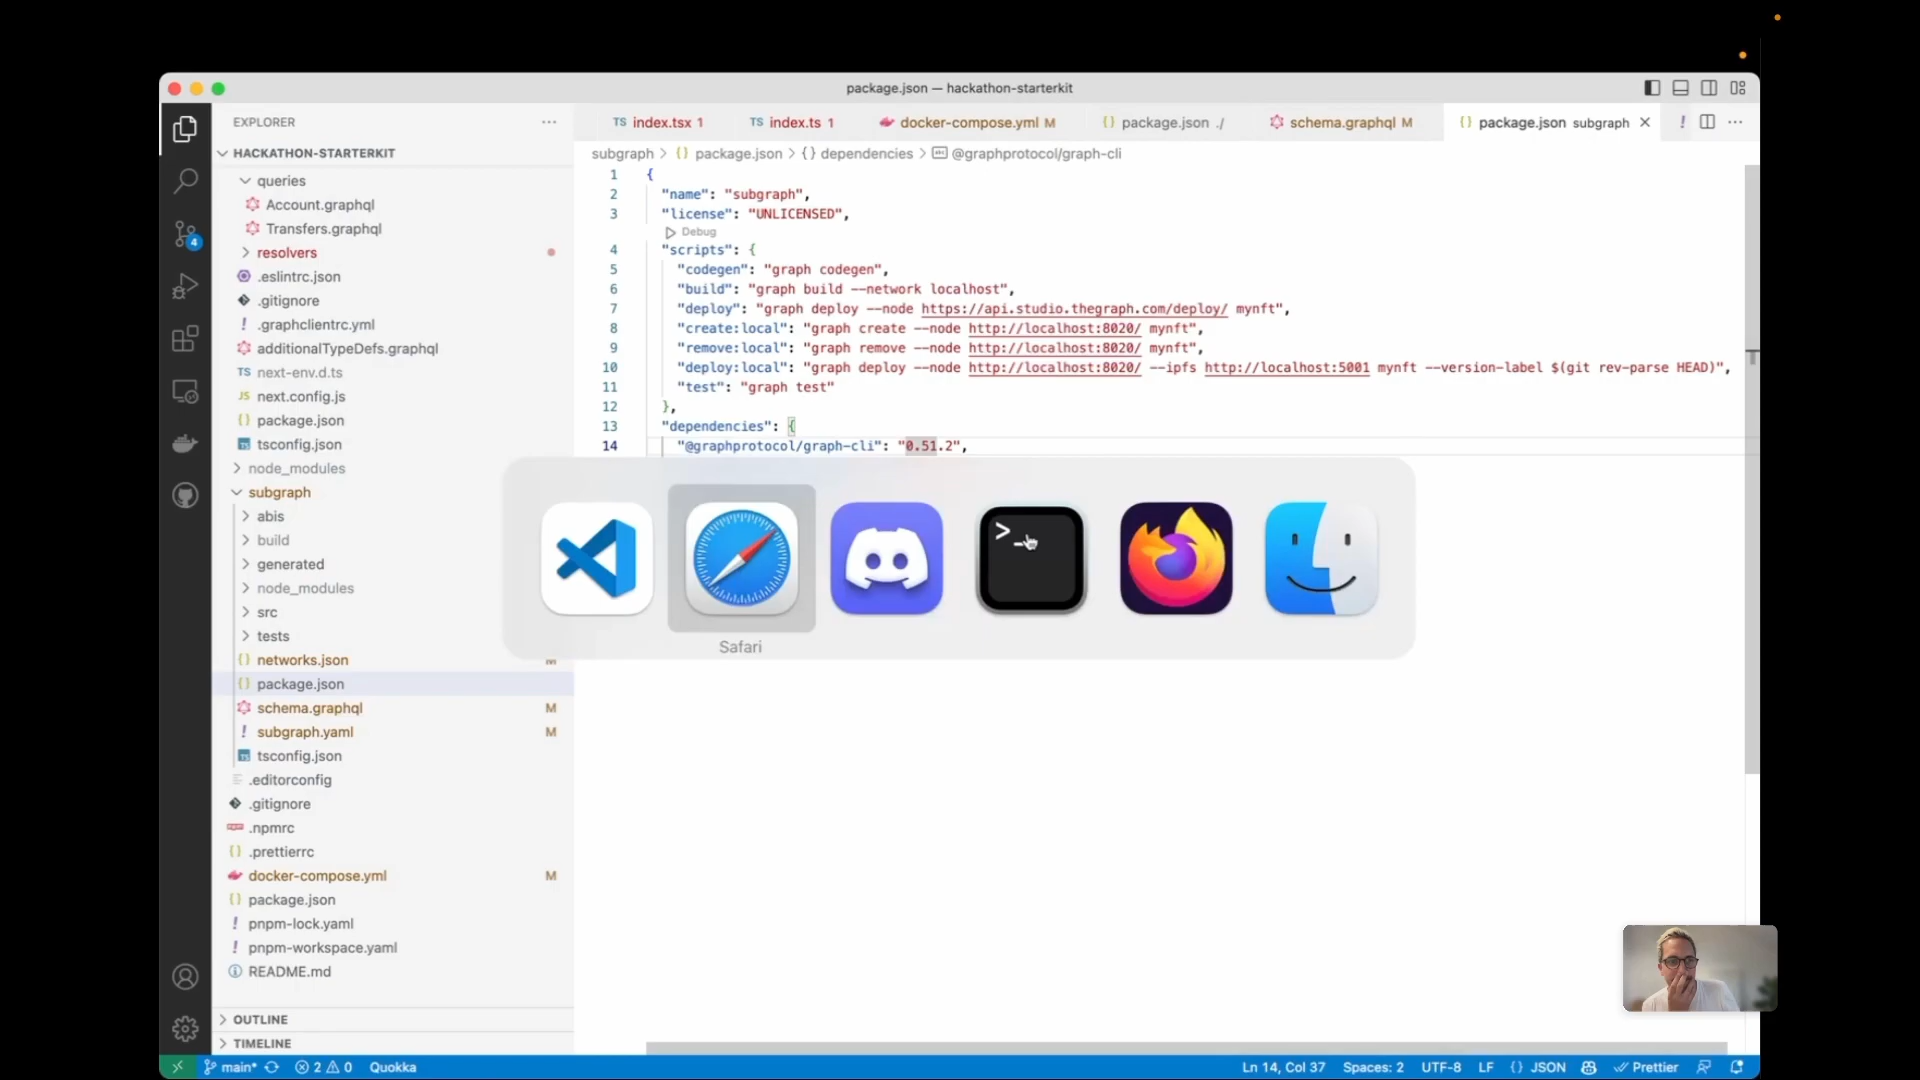 package.json — hackathon-starterkit
EXPLORER
HACKATHON-STARTERKIT
queries
Account.graphql
Transfers.graphql
resolvers
.eslintrc.json
.gitignore
.graphclientrc.yml
additionalTypeDefs.graphql
TS next-env.d.ts
JS next.config.js
package.json
tsconfig.json
node_modules
subgraph
abis
build
generated
node_modules
src
tests
networks.json M
package.json
schema.graphql M
subgraph.yaml M
tsconfig.json
.editorconfig
.gitignore
.npmrc
.prettierrc
docker-compose.yml M
package.json
pnpm-lock.yaml
pnpm-workspace.yaml
README.md
OUTLINE
TIMELINE
TS index.tsx 1 TS index.ts 1 docker-compose.yml M {} package.json ./ schema.graphql M {} package.json subgraph
subgraph > {} package.json > {} dependencies > @graphprotocol/graph-cli
1 {
2 "name": "subgraph",
3 "license": "UNLICENSED",
Debug
4 "scripts": {
5 "codegen": "graph codegen",
6 "build": "graph build --network localhost",
7 "deploy": "graph deploy --node https://api.studio.thegraph.com/deploy/ mynft",
8 "create:local": "graph create --node http://localhost:8020/ mynft",
9 "remove:local": "graph remove --node http://localhost:8020/ mynft",
10 "deploy:local": "graph deploy --node http://localhost:8020/ --ipfs http://localhost:5001 mynft --version-label $(git rev-parse HEAD)",
11 "test": "graph test"
12 },
13 "dependencies": {
14 "@graphprotocol/graph-cli": "0.51.2",
Safari
4
main* 2 0 Quokka Ln 14, Col 37 Spaces: 2 UTF-8 LF {} JSON Prettier